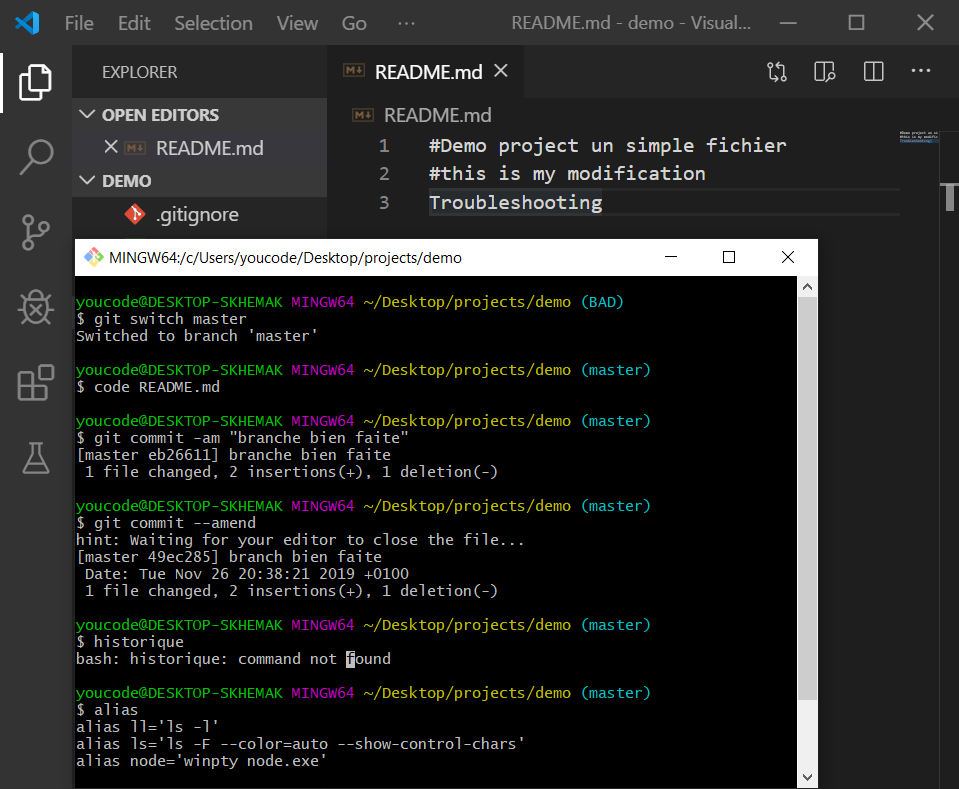 File Edit Selection View Go ··· README.md - demo - Visual...
EXPLORER
README.md
OPEN EDITORS
README.md
README.md
DEMO
.gitignore
1 #Demo project un simple fichier
2 #this is my modification
3 Troubleshooting
MINGW64:/c/Users/youcode/Desktop/projects/demo
youcode@DESKTOP-SKHEMAK MINGW64 ~/Desktop/projects/demo (BAD)
$ git switch master
Switched to branch 'master'
youcode@DESKTOP-SKHEMAK MINGW64 ~/Desktop/projects/demo (master)
$ code README.md
youcode@DESKTOP-SKHEMAK MINGW64 ~/Desktop/projects/demo (master)
$ git commit -am "branche bien faite"
[master eb26611] branche bien faite
1 file changed, 2 insertions(+), 1 deletion(-)
youcode@DESKTOP-SKHEMAK MINGW64 ~/Desktop/projects/demo (master)
$ git commit --amend
hint: Waiting for your editor to close the file...
[master 49ec285] branch bien faite
Date: Tue Nov 26 20:38:21 2019 +0100
1 file changed, 2 insertions(+), 1 deletion(-)
youcode@DESKTOP-SKHEMAK MINGW64 ~/Desktop/projects/demo (master)
$ historique
bash: historique: command not found
youcode@DESKTOP-SKHEMAK MINGW64 ~/Desktop/projects/demo (master)
$ alias
alias ll='ls -l'
alias ls='ls -F --color=auto --show-control-chars'
alias node='winpty node.exe'